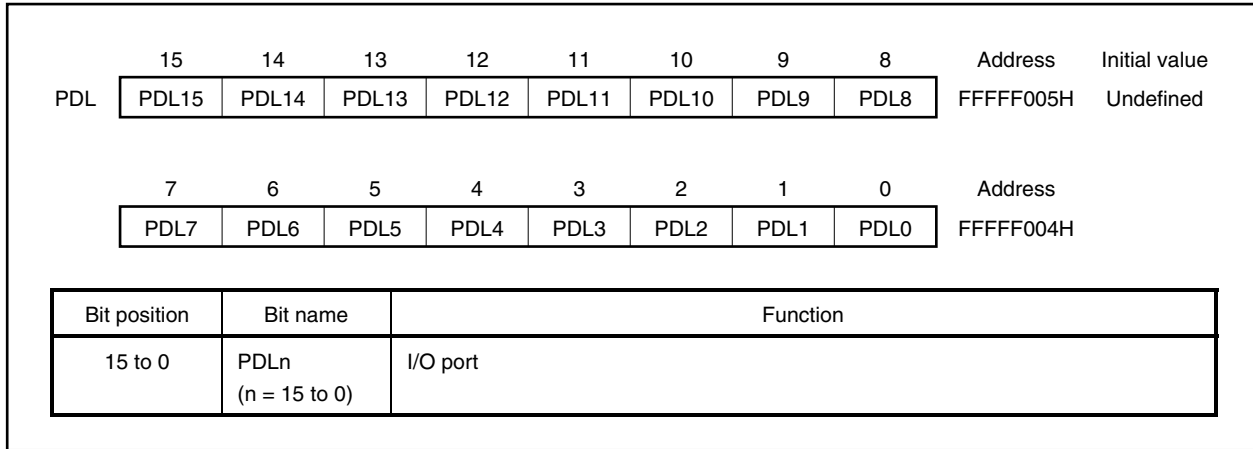 15 14 13 12 11 10 9 8 Address Initial value
PDL PDL15 PDL14 PDL13 PDL12 PDL11 PDL10 PDL9 PDL8 FFFFF005H Undefined
7 6 5 4 3 2 1 0 Address
PDL7 PDL6 PDL5 PDL4 PDL3 PDL2 PDL1 PDL0 FFFFF004H
Bit position Bit name Function
15 to 0 PDLn I/O port
(n = 15 to 0)